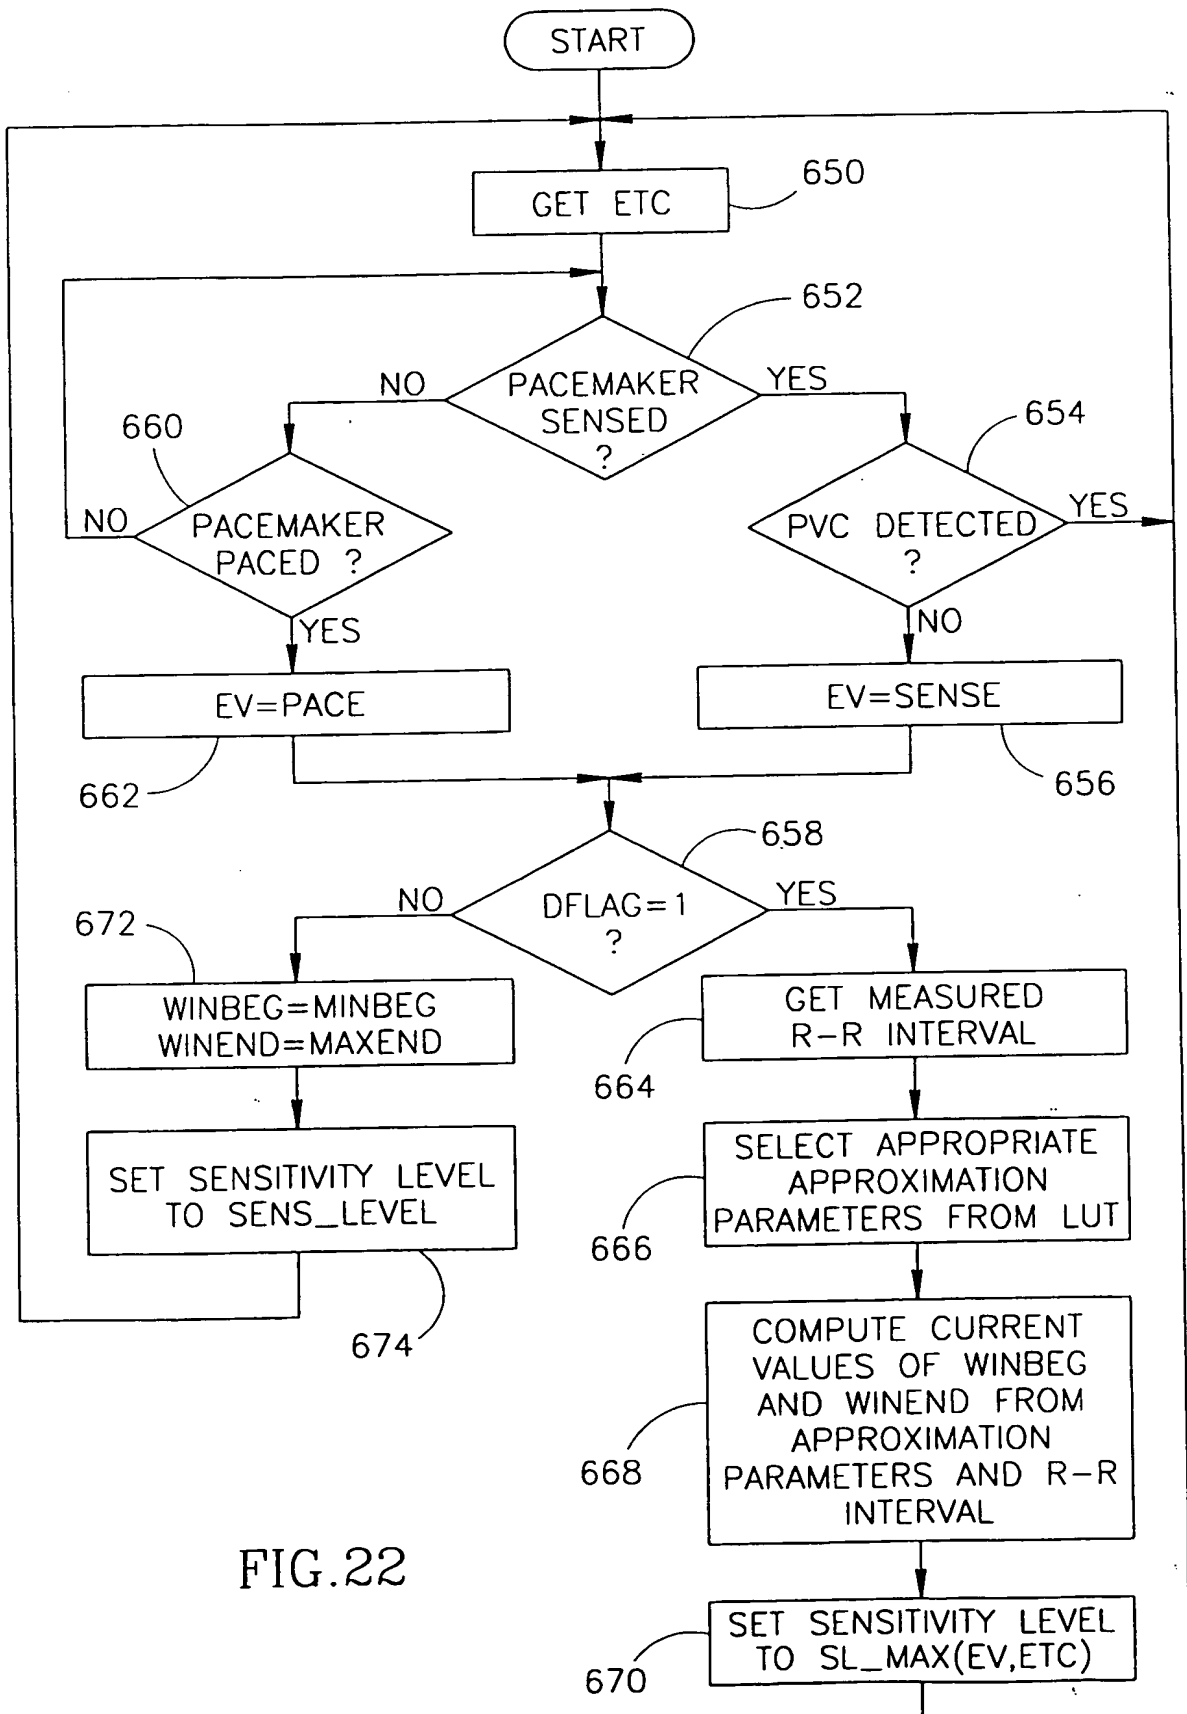 START
GET ETC
650
652
PACEMAKER
SENSED
?
NO
YES
660
654
PACEMAKER
PACED ?
NO
YES
PVC DETECTED
?
YES
NO
EV=PACE
EV=SENSE
662
656
658
DFLAG=1
?
NO
YES
672
WINBEG=MINBEG
WINEND=MAXEND
GET MEASURED
R-R INTERVAL
664
SET SENSITIVITY LEVEL
TO SENS_LEVEL
674
SELECT APPROPRIATE
APPROXIMATION
PARAMETERS FROM LUT
666
COMPUTE CURRENT
VALUES OF WINBEG
AND WINEND FROM
APPROXIMATION
PARAMETERS AND R-R
INTERVAL
668
FIG.22
SET SENSITIVITY LEVEL
TO SL_MAX(EV,ETC)
670